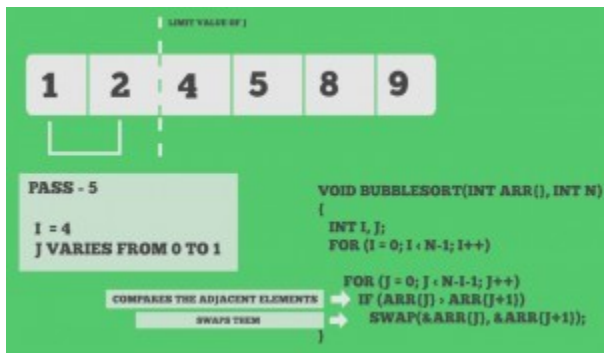 LIMIT VALUE OF J
1 2 4 5 8 9
PASS - 5
I = 4
J VARIES FROM 0 TO 1
VOID BUBBLESORT(INT ARR(), INT N)
{
INT I, J;
FOR (I = 0; I < N-1; I++)
FOR (J = 0; J < N-I-1; J++)
COMPARES THE ADJACENT ELEMENTS
IF (ARR(J) > ARR(J+1))
SWAPS THEM
SWAP(&ARR(J), &ARR(J+1));
}